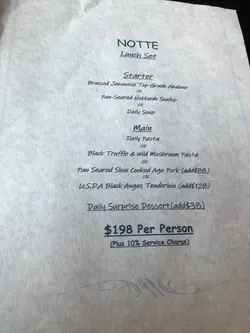 NOTTE
Lunch Set
Starter
Braised Japanese Top-Grade Abalone
OR
Pan-Seared Hokkaido Scallop
OR
Daily Soup
Main
Daily Pasta
OR
Black Truffle & Wild Mushroom Pasta
OR
Pan Seared Slow Cooked Agu Pork (add$88)
OR
U.S.D.A Black Angus Tenderloin (add$128)
Daily Surprise Dessert(add$38)
$198 Per Person
(Plus 10% Service Charge)